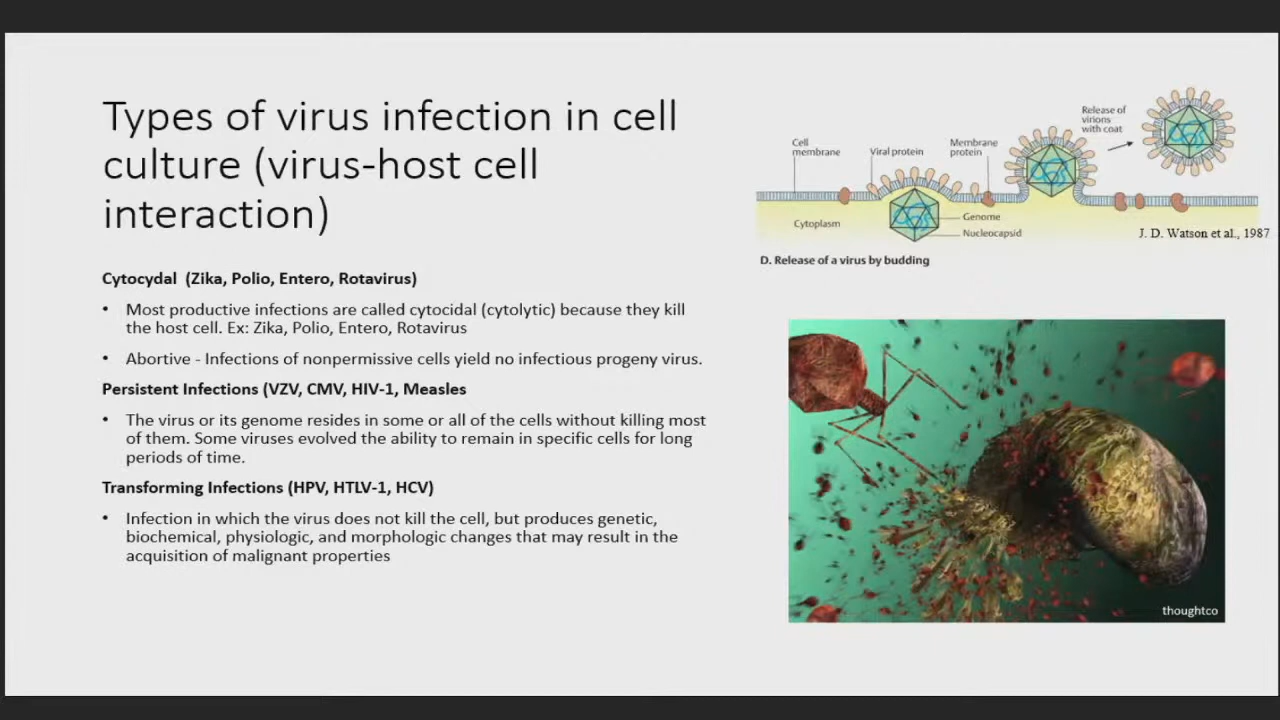 Types of virus infection in cell
culture (virus-host cell
interaction)
Cytocydal (Zika, Polio, Entero, Rotavirus)
• Most productive infections are called cytocidal (cytolytic) because they kill
the host cell. Ex: Zika, Polio, Entero, Rotavirus
• Abortive - Infections of nonpermissive cells yield no infectious progeny virus.
Persistent Infections (VZV, CMV, HIV-1, Measles
• The virus or its genome resides in some or all of the cells without killing most
of them. Some viruses evolved the ability to remain in specific cells for long
periods of time.
Transforming Infections (HPV, HTLV-1, HCV)
• Infection in which the virus does not kill the cell, but produces genetic,
biochemical, physiologic, and morphologic changes that may result in the
acquisition of malignant properties
Cell
membrane
Viral protein
Membrane
protein
Release of
virions
with coat
Cytoplasm
Genome
Nucleocapsid
J. D. Watson et al., 1987
D. Release of a virus by budding
thoughtco